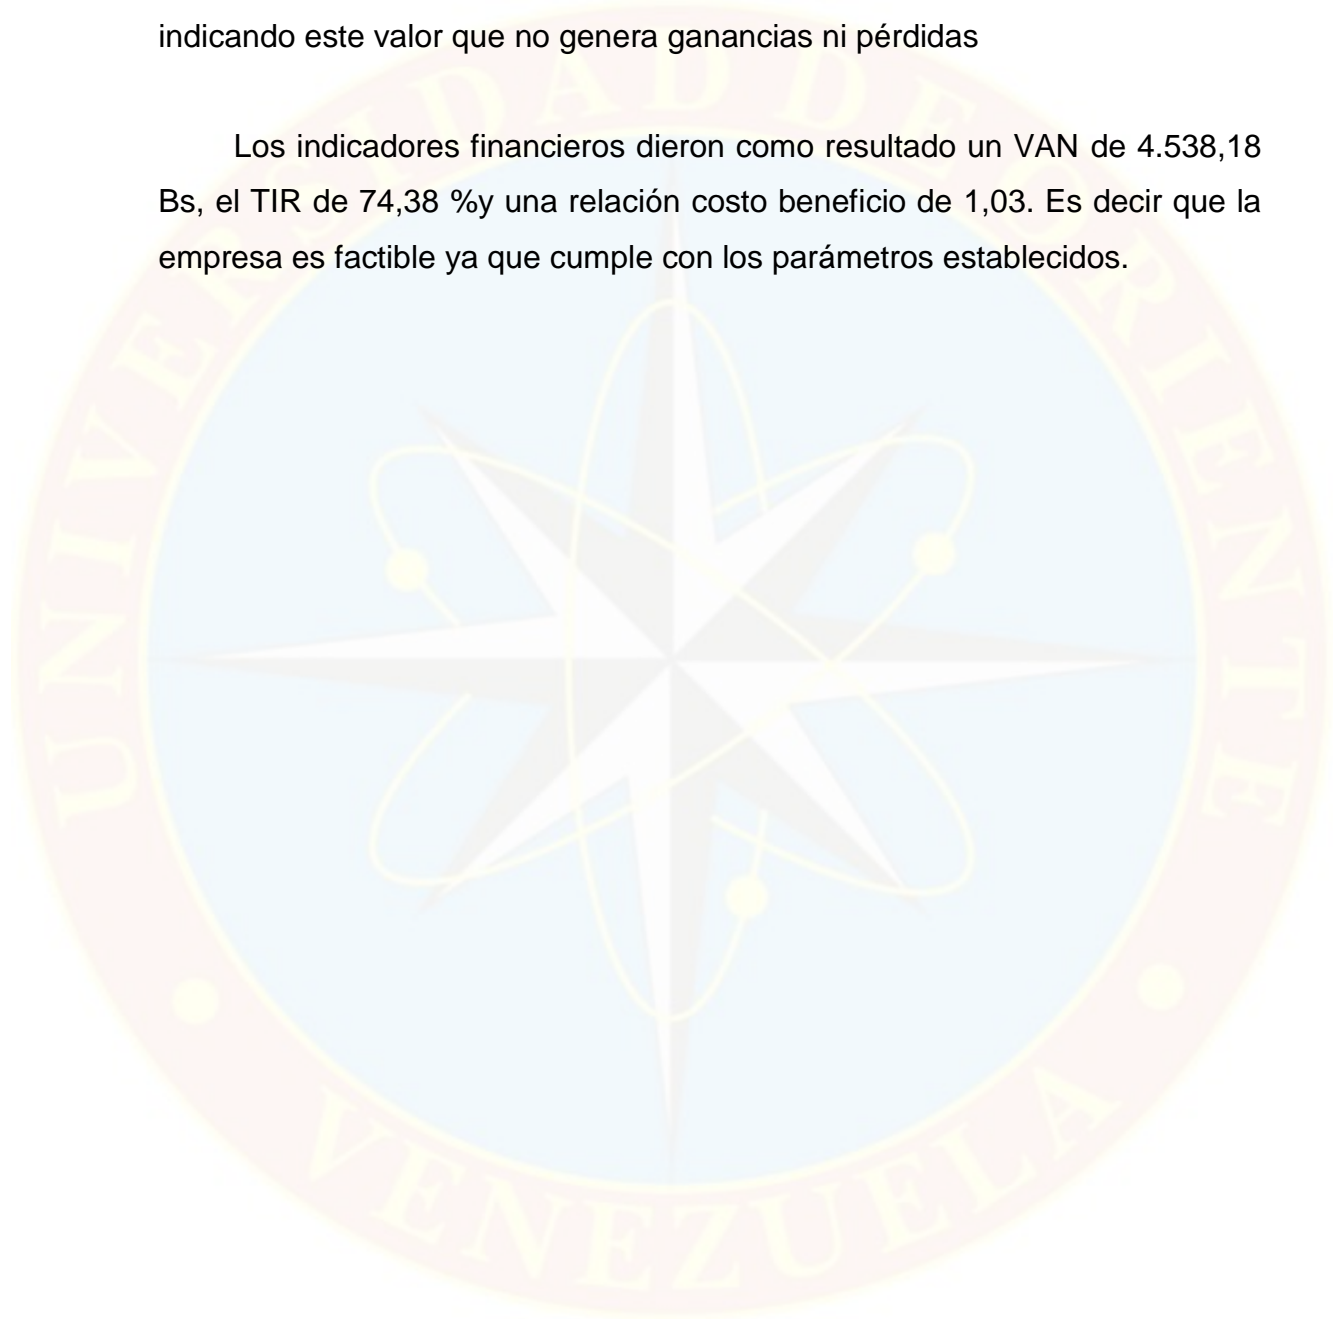 indicando este valor que no genera ganancias ni pérdidas
Los indicadores financieros dieron como resultado un VAN de 4.538,18
Bs, el TIR de 74,38 %y una relación costo beneficio de 1,03. Es decir que la
empresa es factible ya que cumple con los parámetros establecidos.
UNIVERSIDAD DE ORIENTE
VENEZUELA